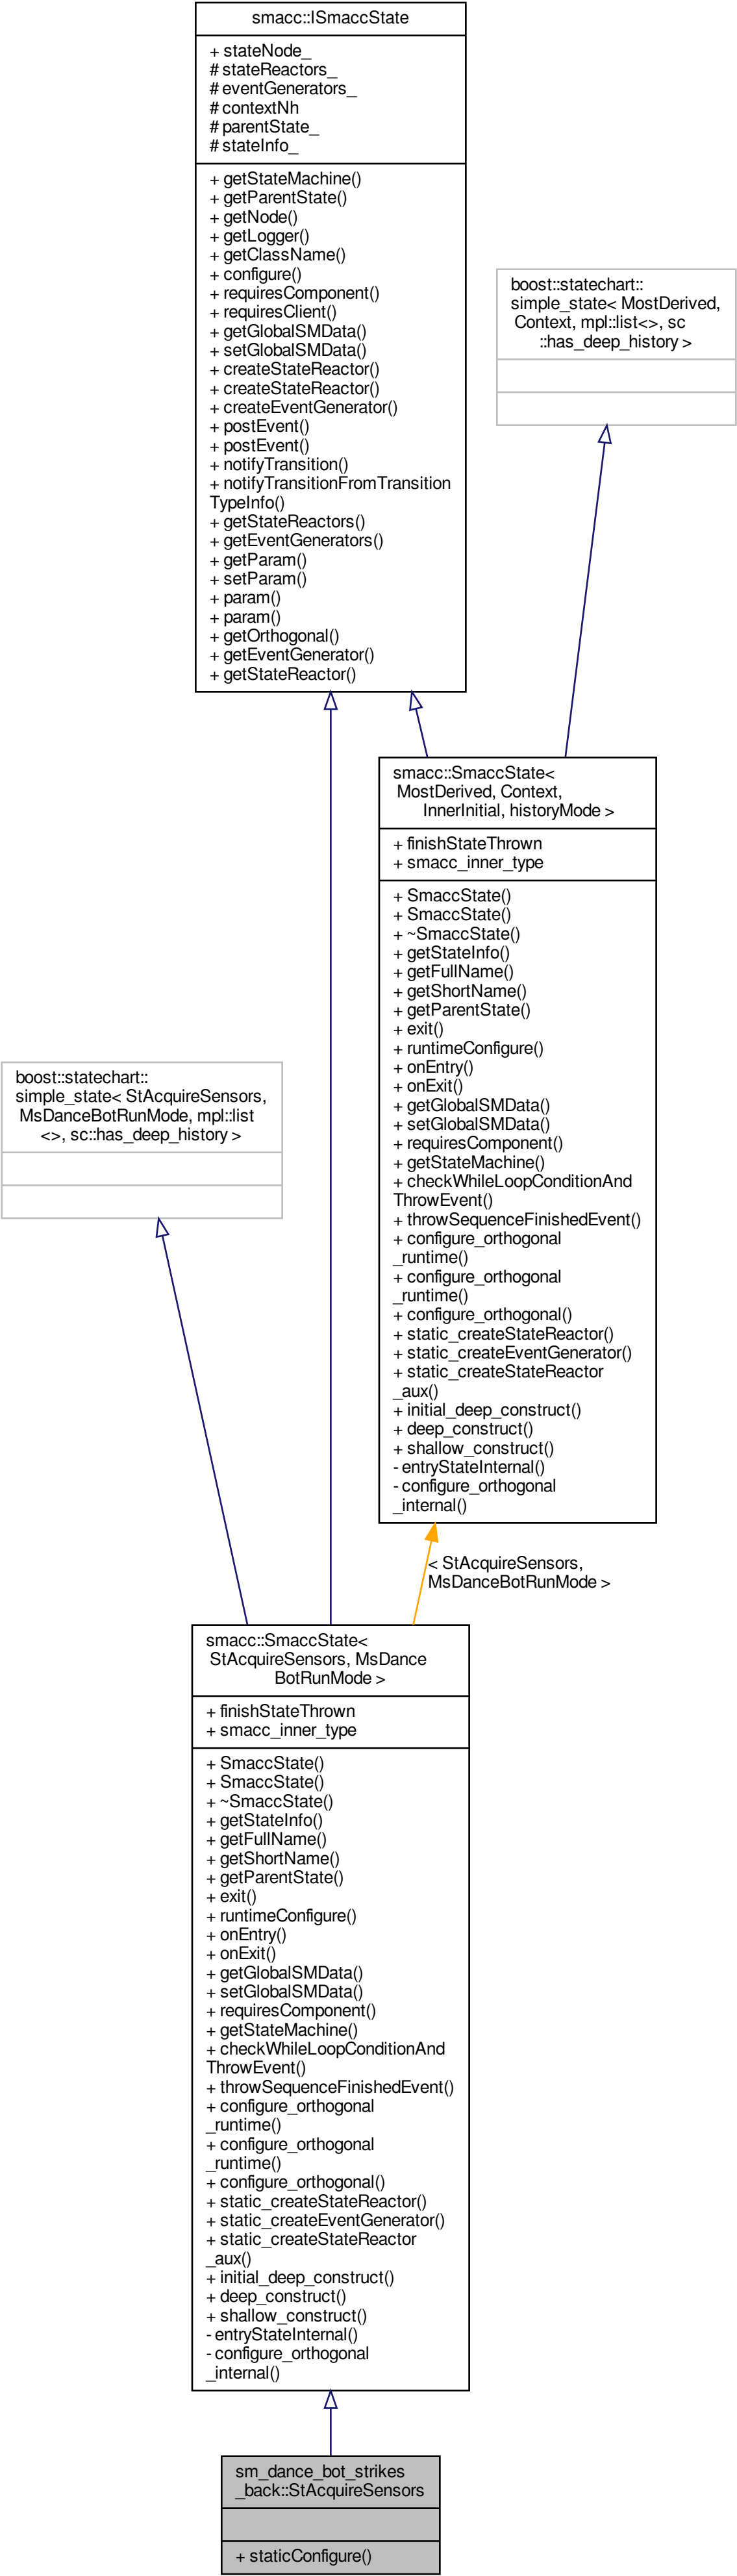 smacc::ISmaccState
+ stateNode_
# stateReactors_
# eventGenerators_
# contextNh
# parentState_
# stateInfo_
+ getStateMachine()
+ getParentState()
+ getNode()
+ getLogger()
+ getClassName()
+ configure()
+ requiresComponent()
+ requiresClient()
+ getGlobalSMData()
+ setGlobalSMData()
+ createStateReactor()
+ createStateReactor()
+ createEventGenerator()
+ postEvent()
+ postEvent()
+ notifyTransition()
+ notifyTransitionFromTransition
TypeInfo()
+ getStateReactors()
+ getEventGenerators()
+ getParam()
+ setParam()
+ param()
+ param()
+ getOrthogonal()
+ getEventGenerator()
+ getStateReactor()
boost::statechart::
simple_state< MostDerived,
Context, mpl::list<>, sc
::has_deep_history >
smacc::SmaccState<
MostDerived, Context,
InnerInitial, historyMode >
+ finishStateThrown
+ smacc_inner_type
+ SmaccState()
+ SmaccState()
+ ~SmaccState()
+ getStateInfo()
+ getFullName()
+ getShortName()
+ getParentState()
+ exit()
+ runtimeConfigure()
+ onEntry()
+ onExit()
+ getGlobalSMData()
+ setGlobalSMData()
+ requiresComponent()
+ getStateMachine()
+ checkWhileLoopConditionAnd
ThrowEvent()
+ throwSequenceFinishedEvent()
+ configure_orthogonal
_runtime()
+ configure_orthogonal
_runtime()
+ configure_orthogonal()
+ static_createStateReactor()
+ static_createEventGenerator()
+ static_createStateReactor
_aux()
+ initial_deep_construct()
+ deep_construct()
+ shallow_construct()
- entryStateInternal()
- configure_orthogonal
_internal()
boost::statechart::
simple_state< StAcquireSensors,
MsDanceBotRunMode, mpl::list
<>, sc::has_deep_history >
< StAcquireSensors,
MsDanceBotRunMode >
smacc::SmaccState<
StAcquireSensors, MsDance
BotRunMode >
+ finishStateThrown
+ smacc_inner_type
+ SmaccState()
+ SmaccState()
+ ~SmaccState()
+ getStateInfo()
+ getFullName()
+ getShortName()
+ getParentState()
+ exit()
+ runtimeConfigure()
+ onEntry()
+ onExit()
+ getGlobalSMData()
+ setGlobalSMData()
+ requiresComponent()
+ getStateMachine()
+ checkWhileLoopConditionAnd
ThrowEvent()
+ throwSequenceFinishedEvent()
+ configure_orthogonal
_runtime()
+ configure_orthogonal
_runtime()
+ configure_orthogonal()
+ static_createStateReactor()
+ static_createEventGenerator()
+ static_createStateReactor
_aux()
+ initial_deep_construct()
+ deep_construct()
+ shallow_construct()
- entryStateInternal()
- configure_orthogonal
_internal()
sm_dance_bot_strikes
_back::StAcquireSensors
+ staticConfigure()